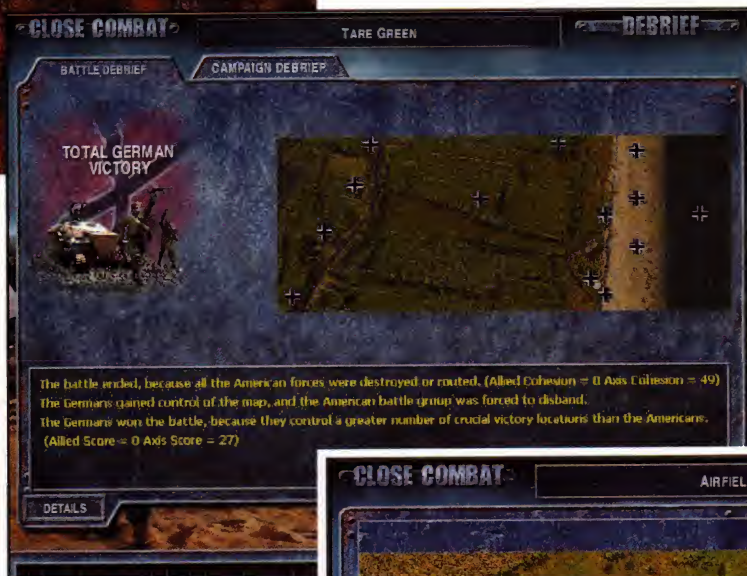 CLOSE COMBAT
TARE GREEN
DEBRIEF
BATTLE DEBRIEF
CAMPAIGN DEBRIEF
TOTAL GERMAN
VICTORY
The battle ended, because all the American forces were destroyed or routed. (Allied Cohesion = 0 Axis Cohesion = 49)
The Germans gained control of the map, and the American battle group was forced to disband.
The Germans won the battle, because they control a greater number of crucial victory locations than the Americans.
(Allied Score = 0 Axis Score = 27)
DETAILS
CLOSE COMBAT
AIRFIEL